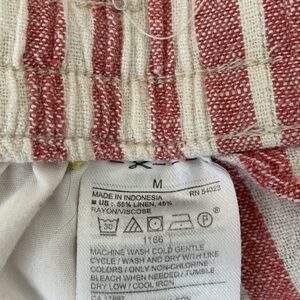 M
MADE IN INDONESIA RN 54023
US: 55% LINEN, 45%
RAYON/VISCOSE
30
P
1166
MACHINE WASH COLD GENTLE
CYCLE / WASH AND DRY WITH LIKE
COLORS / ONLY NON-CHLORINE
BLEACH WHEN NEEDED / TUMBLE
DRY LOW / COOL IRON